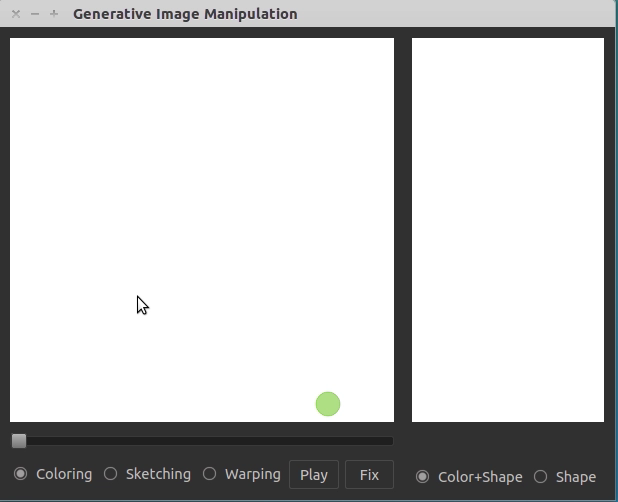 Generative Image Manipulation
Coloring Sketching Warping Play Fix Color+Shape Shape